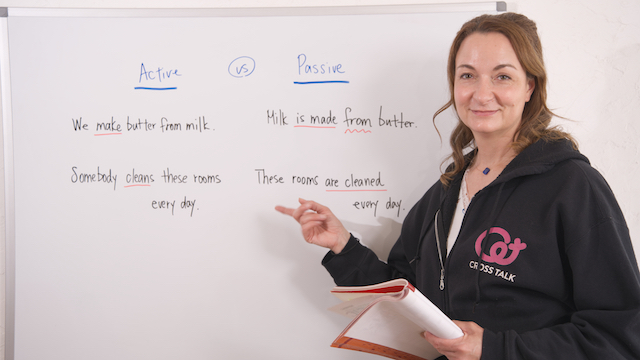 Active vs Passive
We make butter from milk.
Milk is made from butter.
Somebody cleans these rooms
every day.
These rooms are cleaned
every day.
CROSS TALK